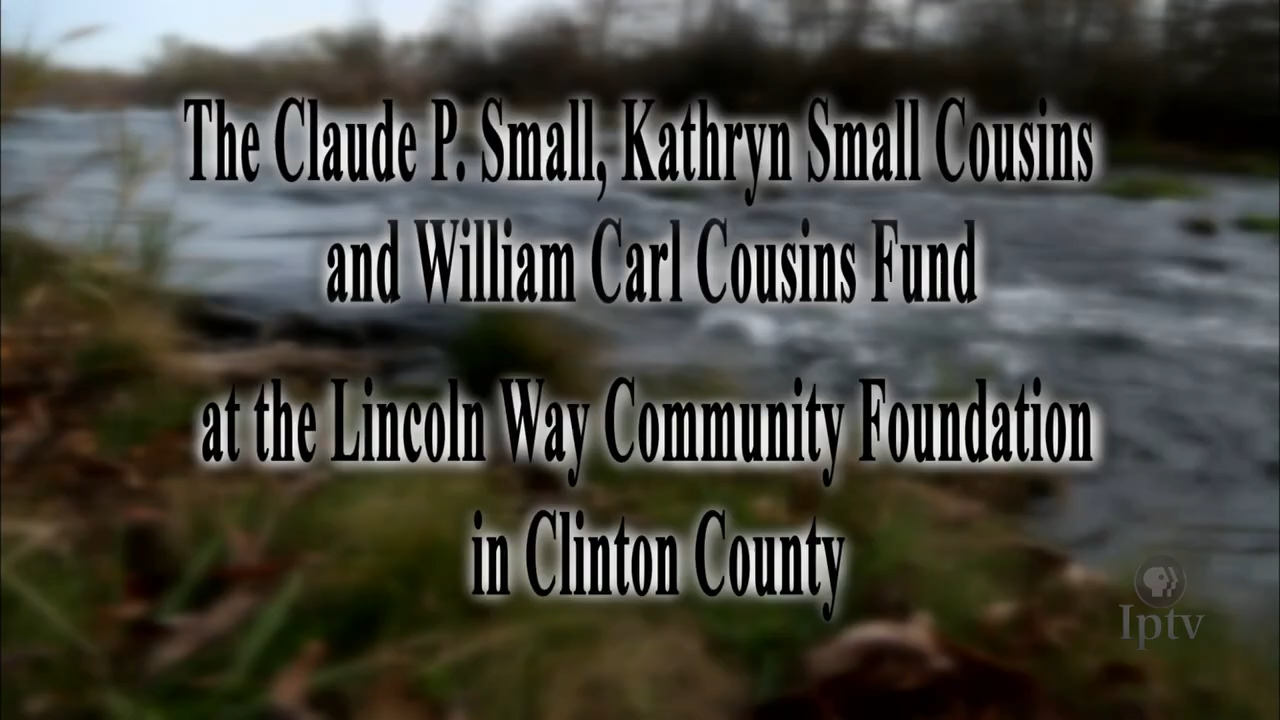 The Claude P. Small, Kathryn Small Cousins
and William Carl Cousins Fund
at the Lincoln Way Community Foundation
in Clinton County
Iptv